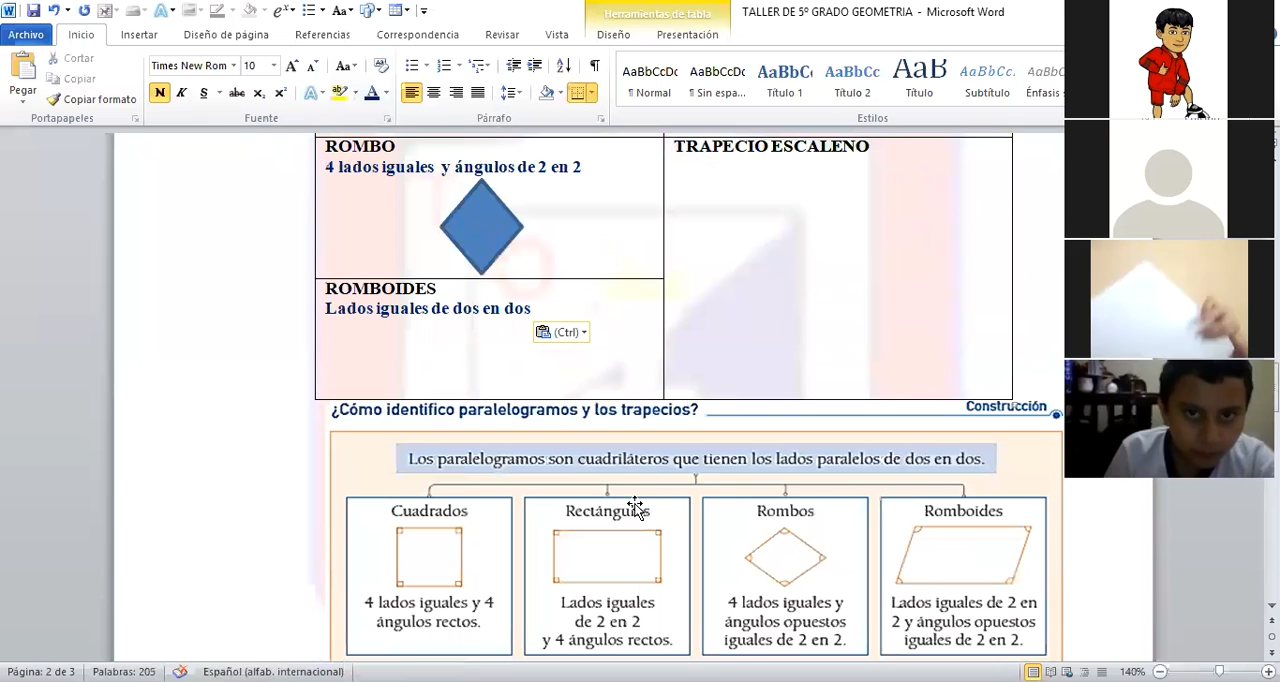 TALLER DE 5º GRADO GEOMETRIA - Microsoft Word
Herramientas de tabla
Archivo Inicio Insertar Diseño de página Referencias Correspondencia Revisar Vista Diseño Presentación
Pegar
Cortar
Copiar
Copiar formato
Portapapeles
Times New Rom 10
N K S abc x₂ x²
Fuente
Párrafo
AaBbCcDc AaBbCcDc AaBbC AaBbCc AaB AaBbCc.
¶ Normal ¶ Sin espa... Título 1 Título 2 Título Subtítulo Énfasis
Estilos
ROMBO
4 lados iguales y ángulos de 2 en 2
TRAPECIO ESCALENO
ROMBOIDES
Lados iguales de dos en dos
(Ctrl)
¿Cómo identifico paralelogramos y los trapecios?
Construcción
Los paralelogramos son cuadriláteros que tienen los lados paralelos de dos en dos.
Cuadrados
4 lados iguales y 4
ángulos rectos.
Rectángulos
Lados iguales
de 2 en 2
y 4 ángulos rectos.
Rombos
4 lados iguales y
ángulos opuestos
iguales de 2 en 2.
Romboides
Lados iguales de 2 en
2 y ángulos opuestos
iguales de 2 en 2.
Página: 2 de 3 Palabras: 205 Español (alfab. internacional) 140%